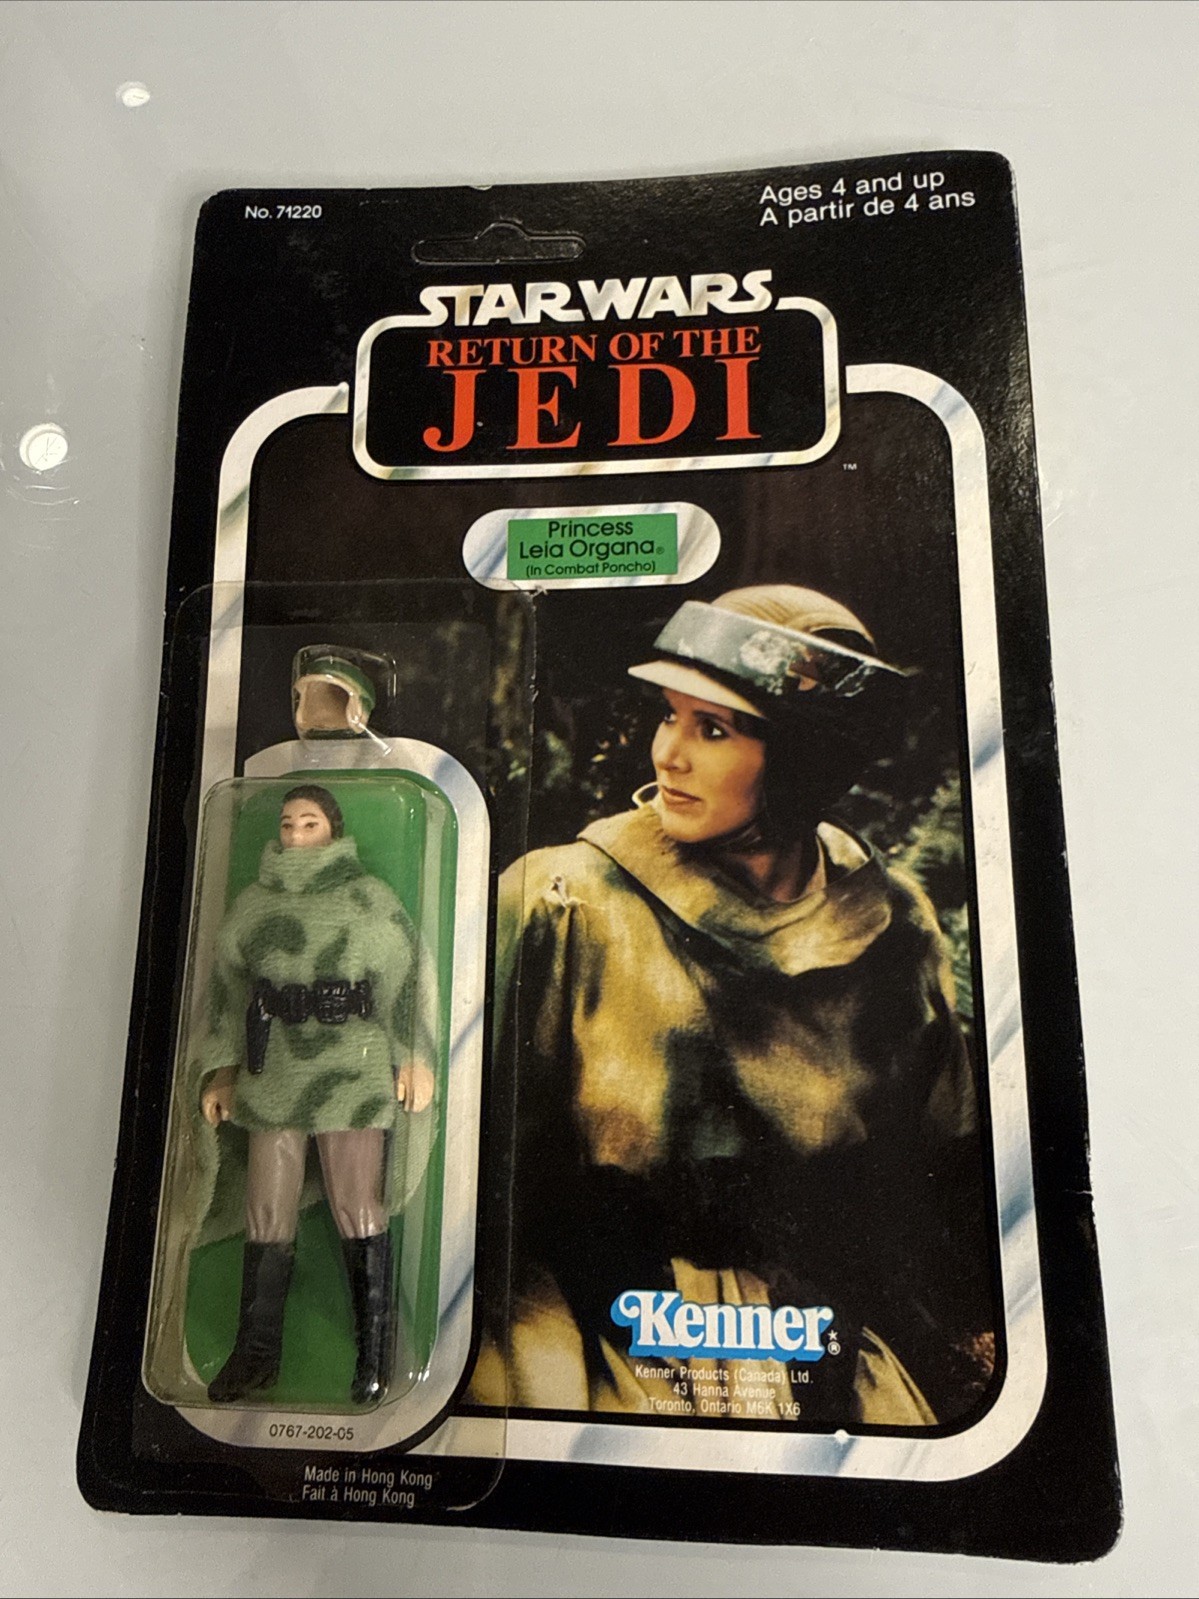 No. 71220
Ages 4 and up
A partir de 4 ans
STAR WARS
RETURN OF THE
JEDI
TM
Princess
Leia Organa®
(In Combat Poncho)
Kenner®
Kenner Products (Canada) Ltd.
43 Hanna Avenue
Toronto, Ontario M6K 1X6
0767-202-05
Made in Hong Kong
Fait à Hong Kong